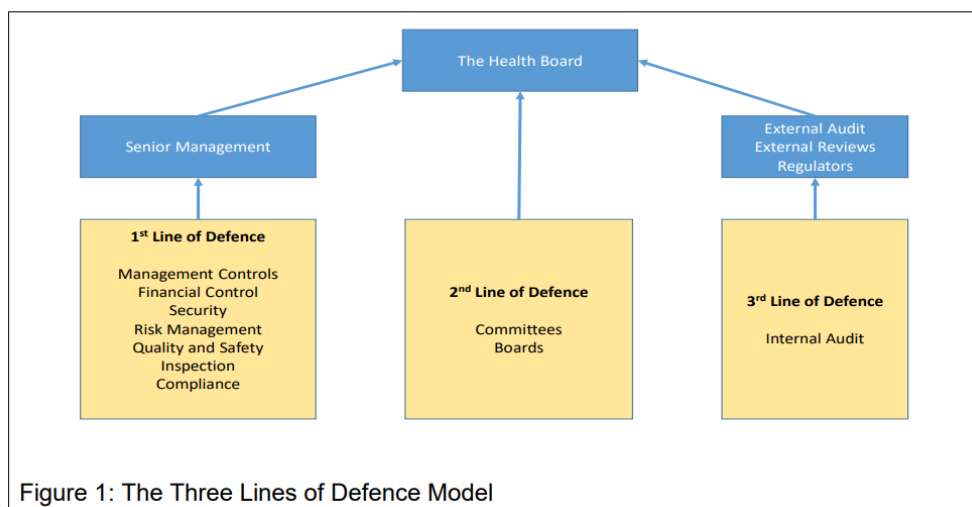 The Health Board
Senior Management
External Audit
External Reviews
Regulators
1st Line of Defence
Management Controls
Financial Control
Security
Risk Management
Quality and Safety
Inspection
Compliance
2nd Line of Defence
Committees
Boards
3rd Line of Defence
Internal Audit
Figure 1: The Three Lines of Defence Model